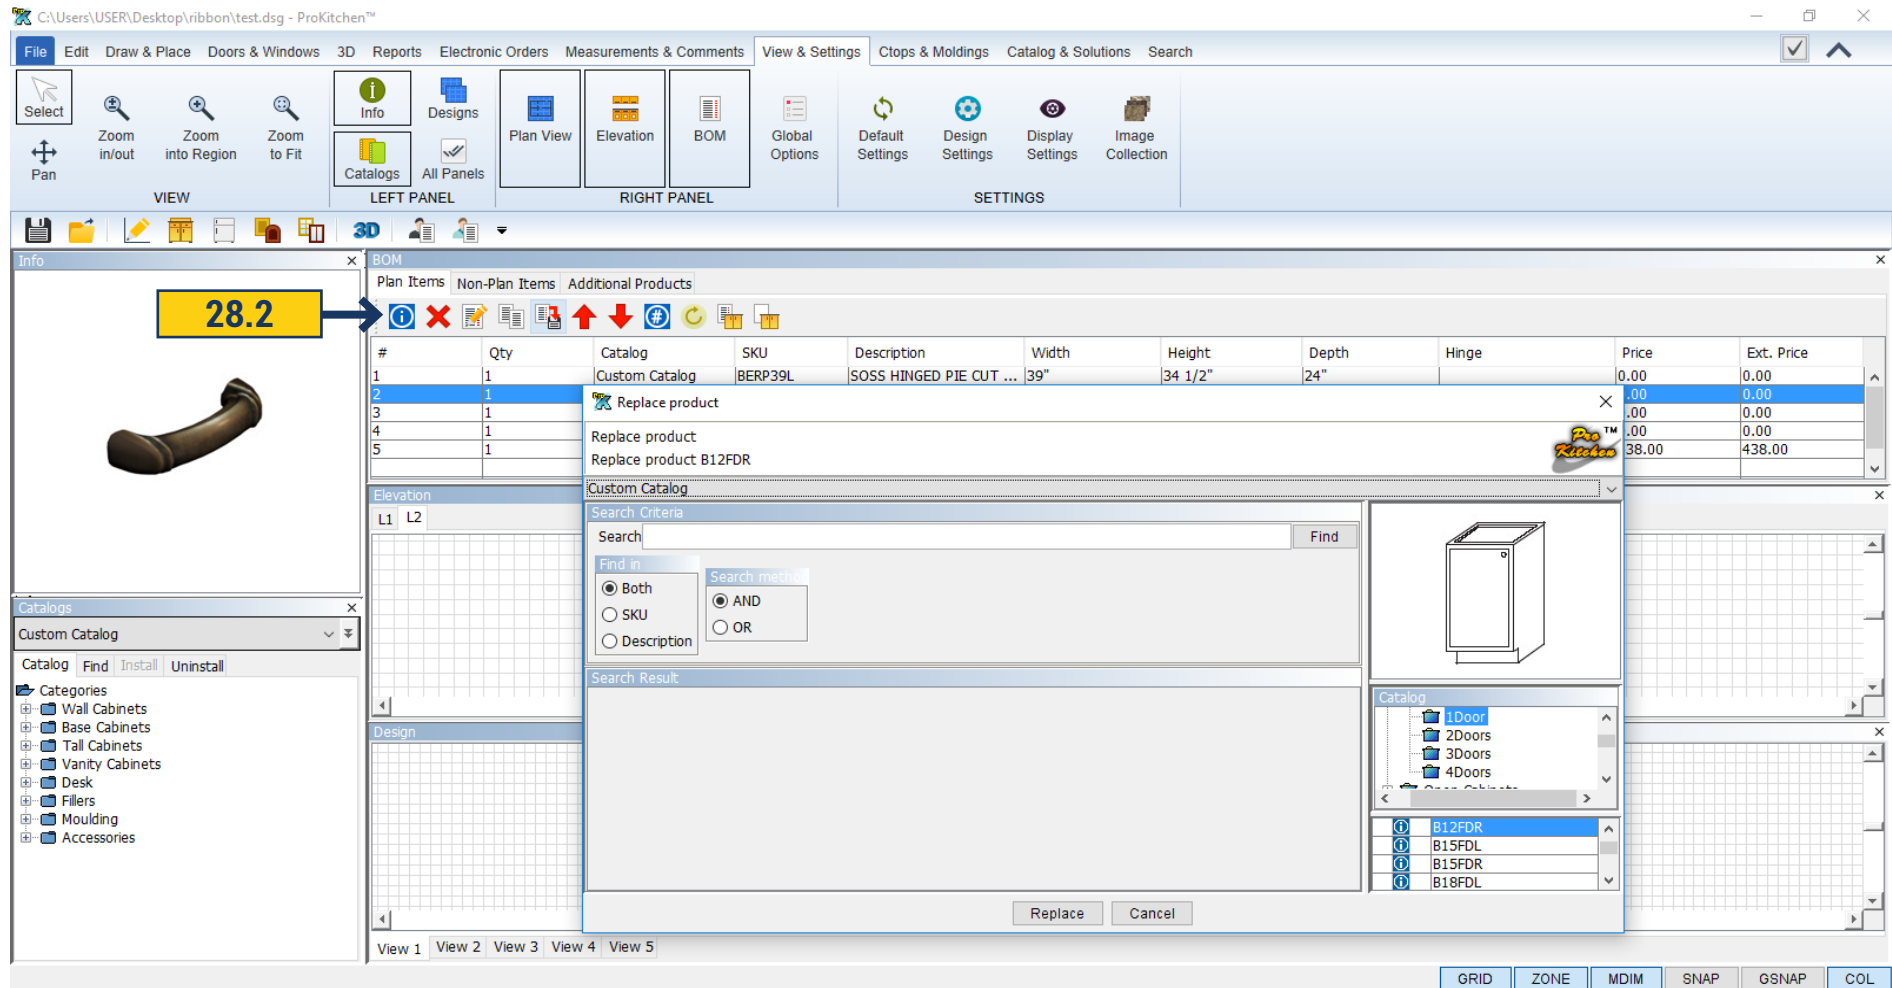 C:\Users\USER\Desktop\ribbon\test.dsg - ProKitchen™
File Edit Draw & Place Doors & Windows 3D Reports Electronic Orders Measurements & Comments View & Settings Ctops & Moldings Catalog & Solutions Search
Select
Pan
Zoom in/out
Zoom into Region
Zoom to Fit
VIEW
Info
Catalogs
Designs
All Panels
LEFT PANEL
Plan View
Elevation
BOM
RIGHT PANEL
Global Options
Default Settings
Design Settings
Display Settings
Image Collection
SETTINGS
3D
Info
28.2
BOM
Plan Items Non-Plan Items Additional Products
# Qty Catalog SKU Description Width Height Depth Hinge Price Ext. Price
1 1 Custom Catalog BERP39L SOSS HINGED PIE CUT ... 39" 34 1/2" 24" 0.00 0.00
2 1 .00 0.00
3 1 .00 0.00
4 1 .00 0.00
5 1 38.00 438.00
Replace product
Replace product
Replace product B12FDR
Pro Kitchen ™
Custom Catalog
Search Criteria
Search
Find
Find in
Both
SKU
Description
Search metho
AND
OR
Search Result
Catalog
1Door
2Doors
3Doors
4Doors
Open Cabinets
B12FDR
B15FDL
B15FDR
B18FDL
Replace Cancel
Elevation
L1 L2
Design
View 1 View 2 View 3 View 4 View 5
Catalogs
Custom Catalog
Catalog Find Install Uninstall
Categories
Wall Cabinets
Base Cabinets
Tall Cabinets
Vanity Cabinets
Desk
Fillers
Moulding
Accessories
GRID ZONE MDIM SNAP GSNAP COL